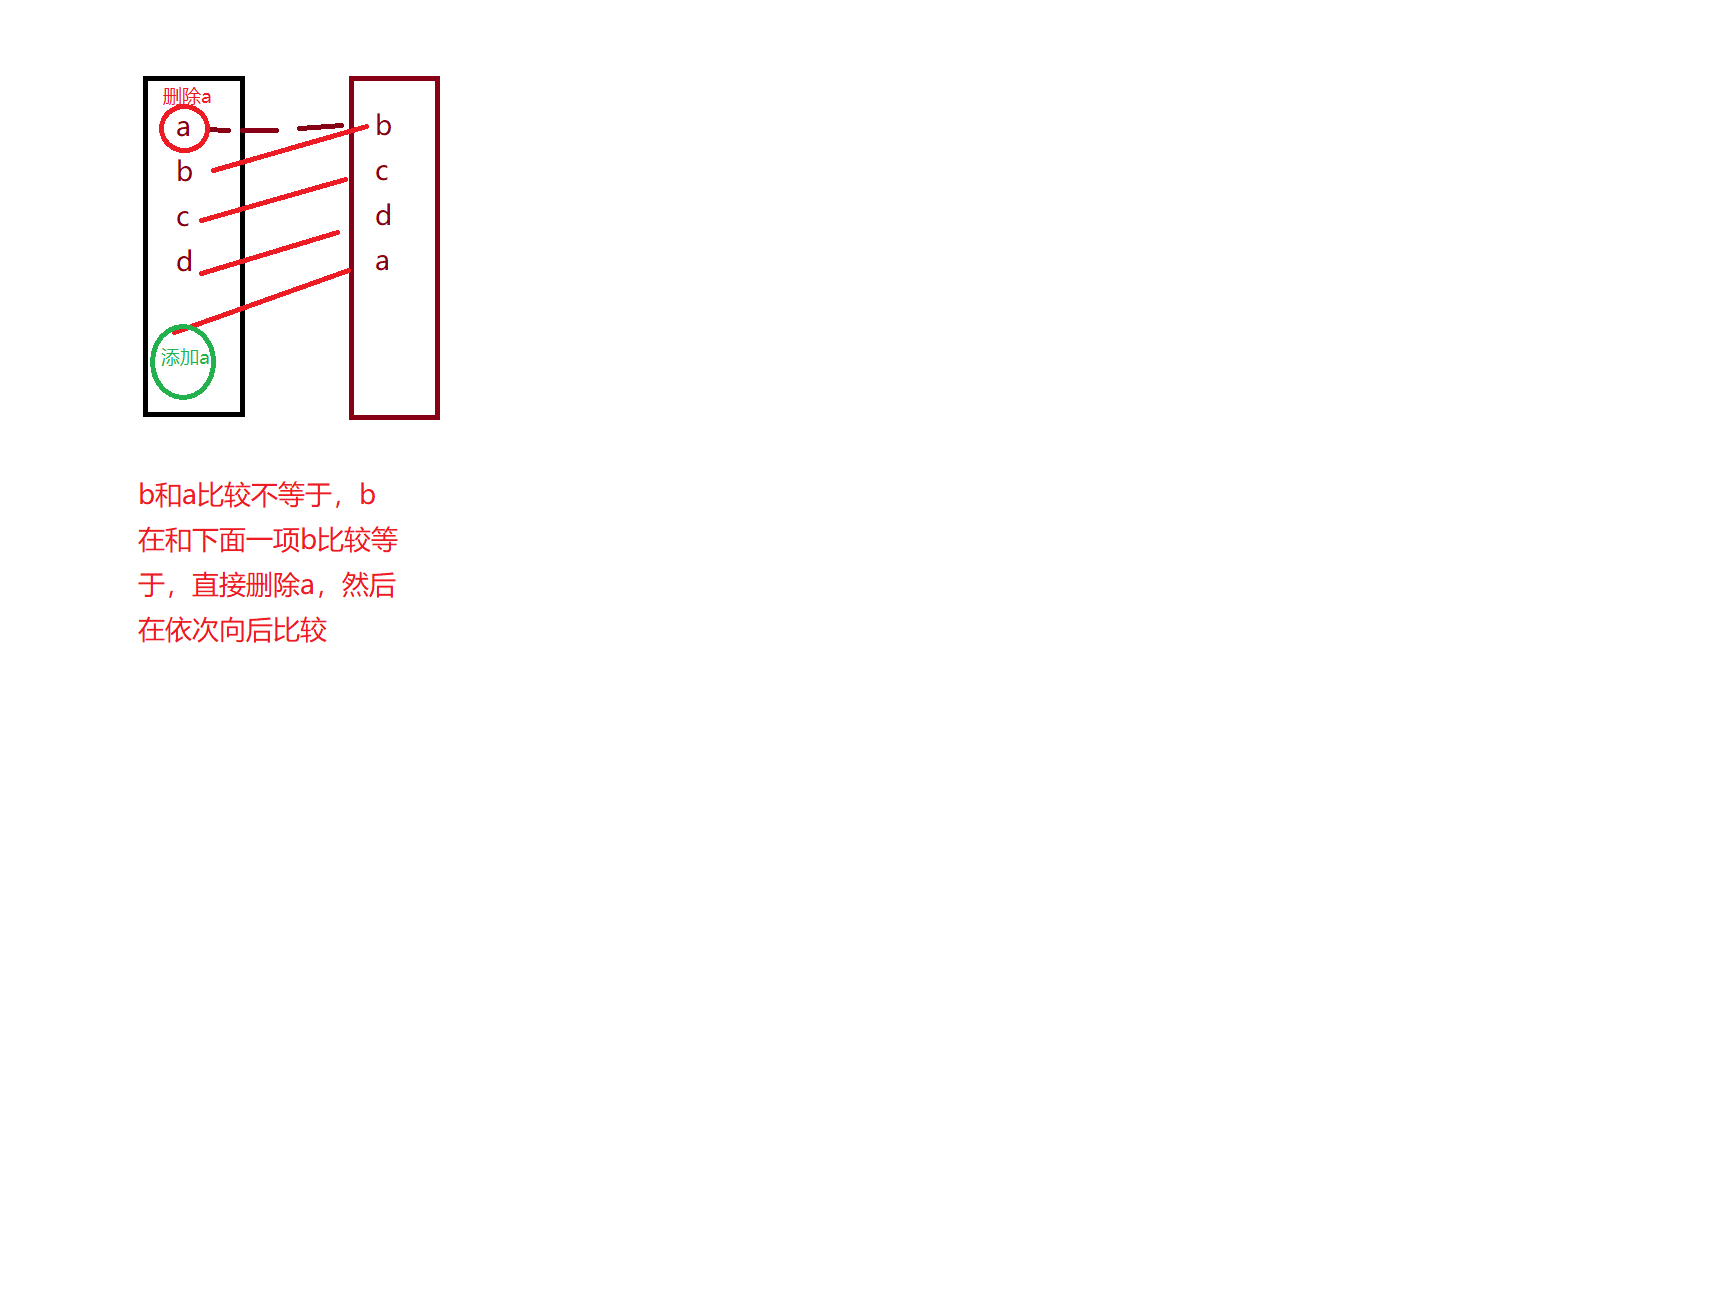 删除a
a
b
c
d
添加a
b
c
d
a
b和a比较不等于，b
在和下面一项b比较等
于，直接删除a，然后
在依次向后比较